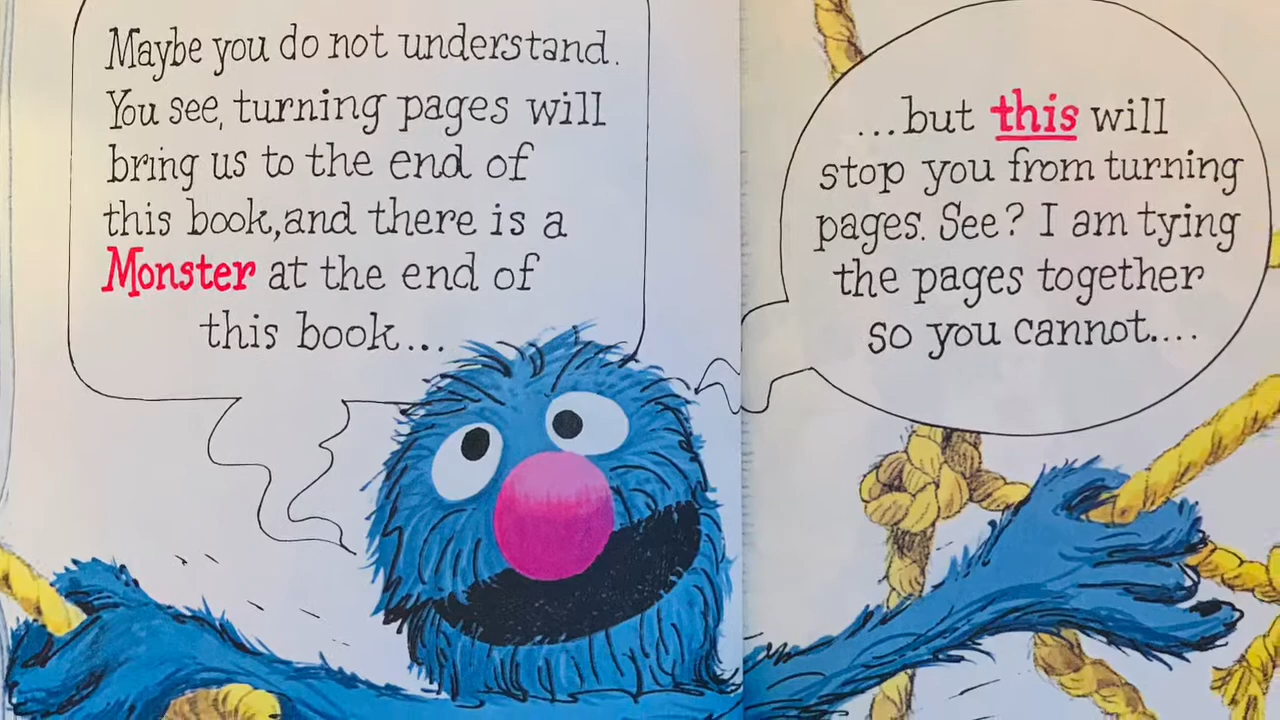 Maybe you do not understand.
You see, turning pages will
bring us to the end of
this book, and there is a
Monster at the end of
this book...
...but this will
stop you from turning
pages. See? I am tying
the pages together
so you cannot....